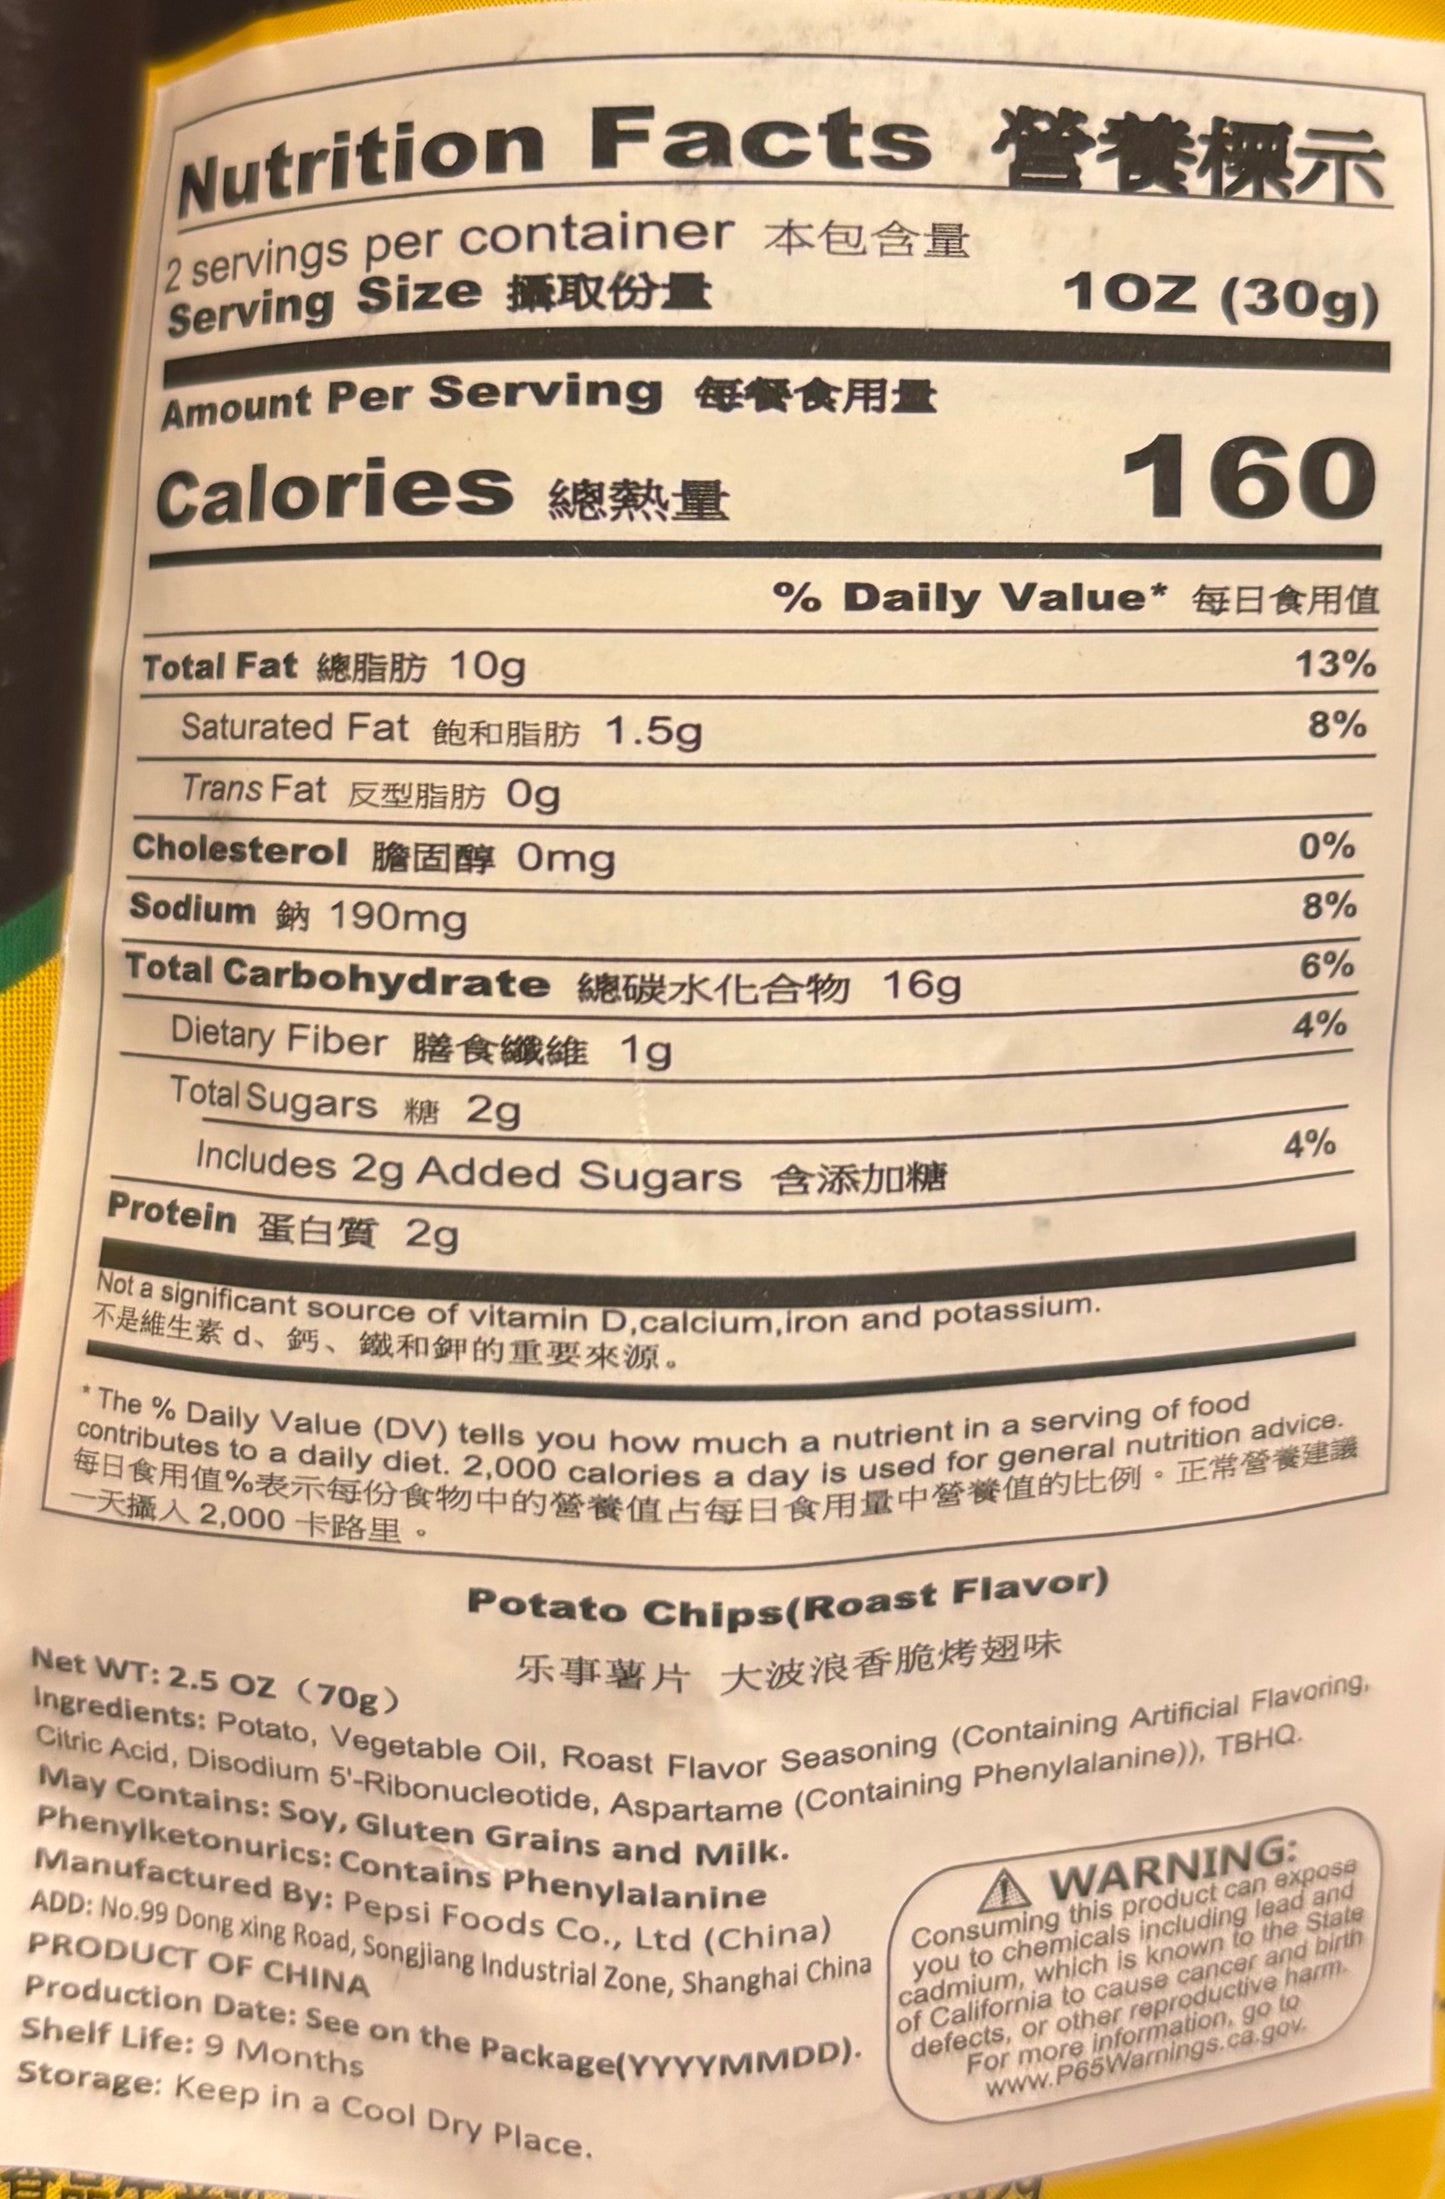 Nutrition Facts 營養標示
2 servings per container 本包含量
Serving Size 攝取份量 1OZ (30g)
Amount Per Serving 每餐食用量
Calories 總熱量 160
% Daily Value* 每日食用值
Total Fat 總脂肪 10g 13%
Saturated Fat 飽和脂肪 1.5g 8%
Trans Fat 反型脂肪 0g
Cholesterol 膽固醇 0mg 0%
Sodium 鈉 190mg 8%
Total Carbohydrate 總碳水化合物 16g 6%
Dietary Fiber 膳食纖維 1g 4%
Total Sugars 糖 2g
Includes 2g Added Sugars 含添加糖 4%
Protein 蛋白質 2g
Not a significant source of vitamin D,calcium,iron and potassium.
不是維生素 d、鈣、鐵和鉀的重要來源。
* The % Daily Value (DV) tells you how much a nutrient in a serving of food
contributes to a daily diet. 2,000 calories a day is used for general nutrition advice.
每日食用值%表示每份食物中的營養值占每日食用量中營養值的比例。正常營養建議
一天攝入 2,000 卡路里。
Potato Chips(Roast Flavor)
乐事薯片 大波浪香脆烤翅味
Net WT: 2.5 OZ（70g）
Ingredients: Potato, Vegetable Oil, Roast Flavor Seasoning (Containing Artificial Flavoring,
Citric Acid, Disodium 5'-Ribonucleotide, Aspartame (Containing Phenylalanine)), TBHQ.
May Contains: Soy, Gluten Grains and Milk.
Phenylketonurics: Contains Phenylalanine
Manufactured By: Pepsi Foods Co., Ltd (China)
ADD: No.99 Dong xing Road, Songjiang Industrial Zone, Shanghai China
PRODUCT OF CHINA
Production Date: See on the Package(YYYYMMDD).
Shelf Life: 9 Months
Storage: Keep in a Cool Dry Place.
WARNING:
Consuming this product can expose
you to chemicals including lead and
cadmium, which is known to the State
of California to cause cancer and birth
defects, or other reproductive harm.
For more information, go to
www.P65Warnings.ca.gov.